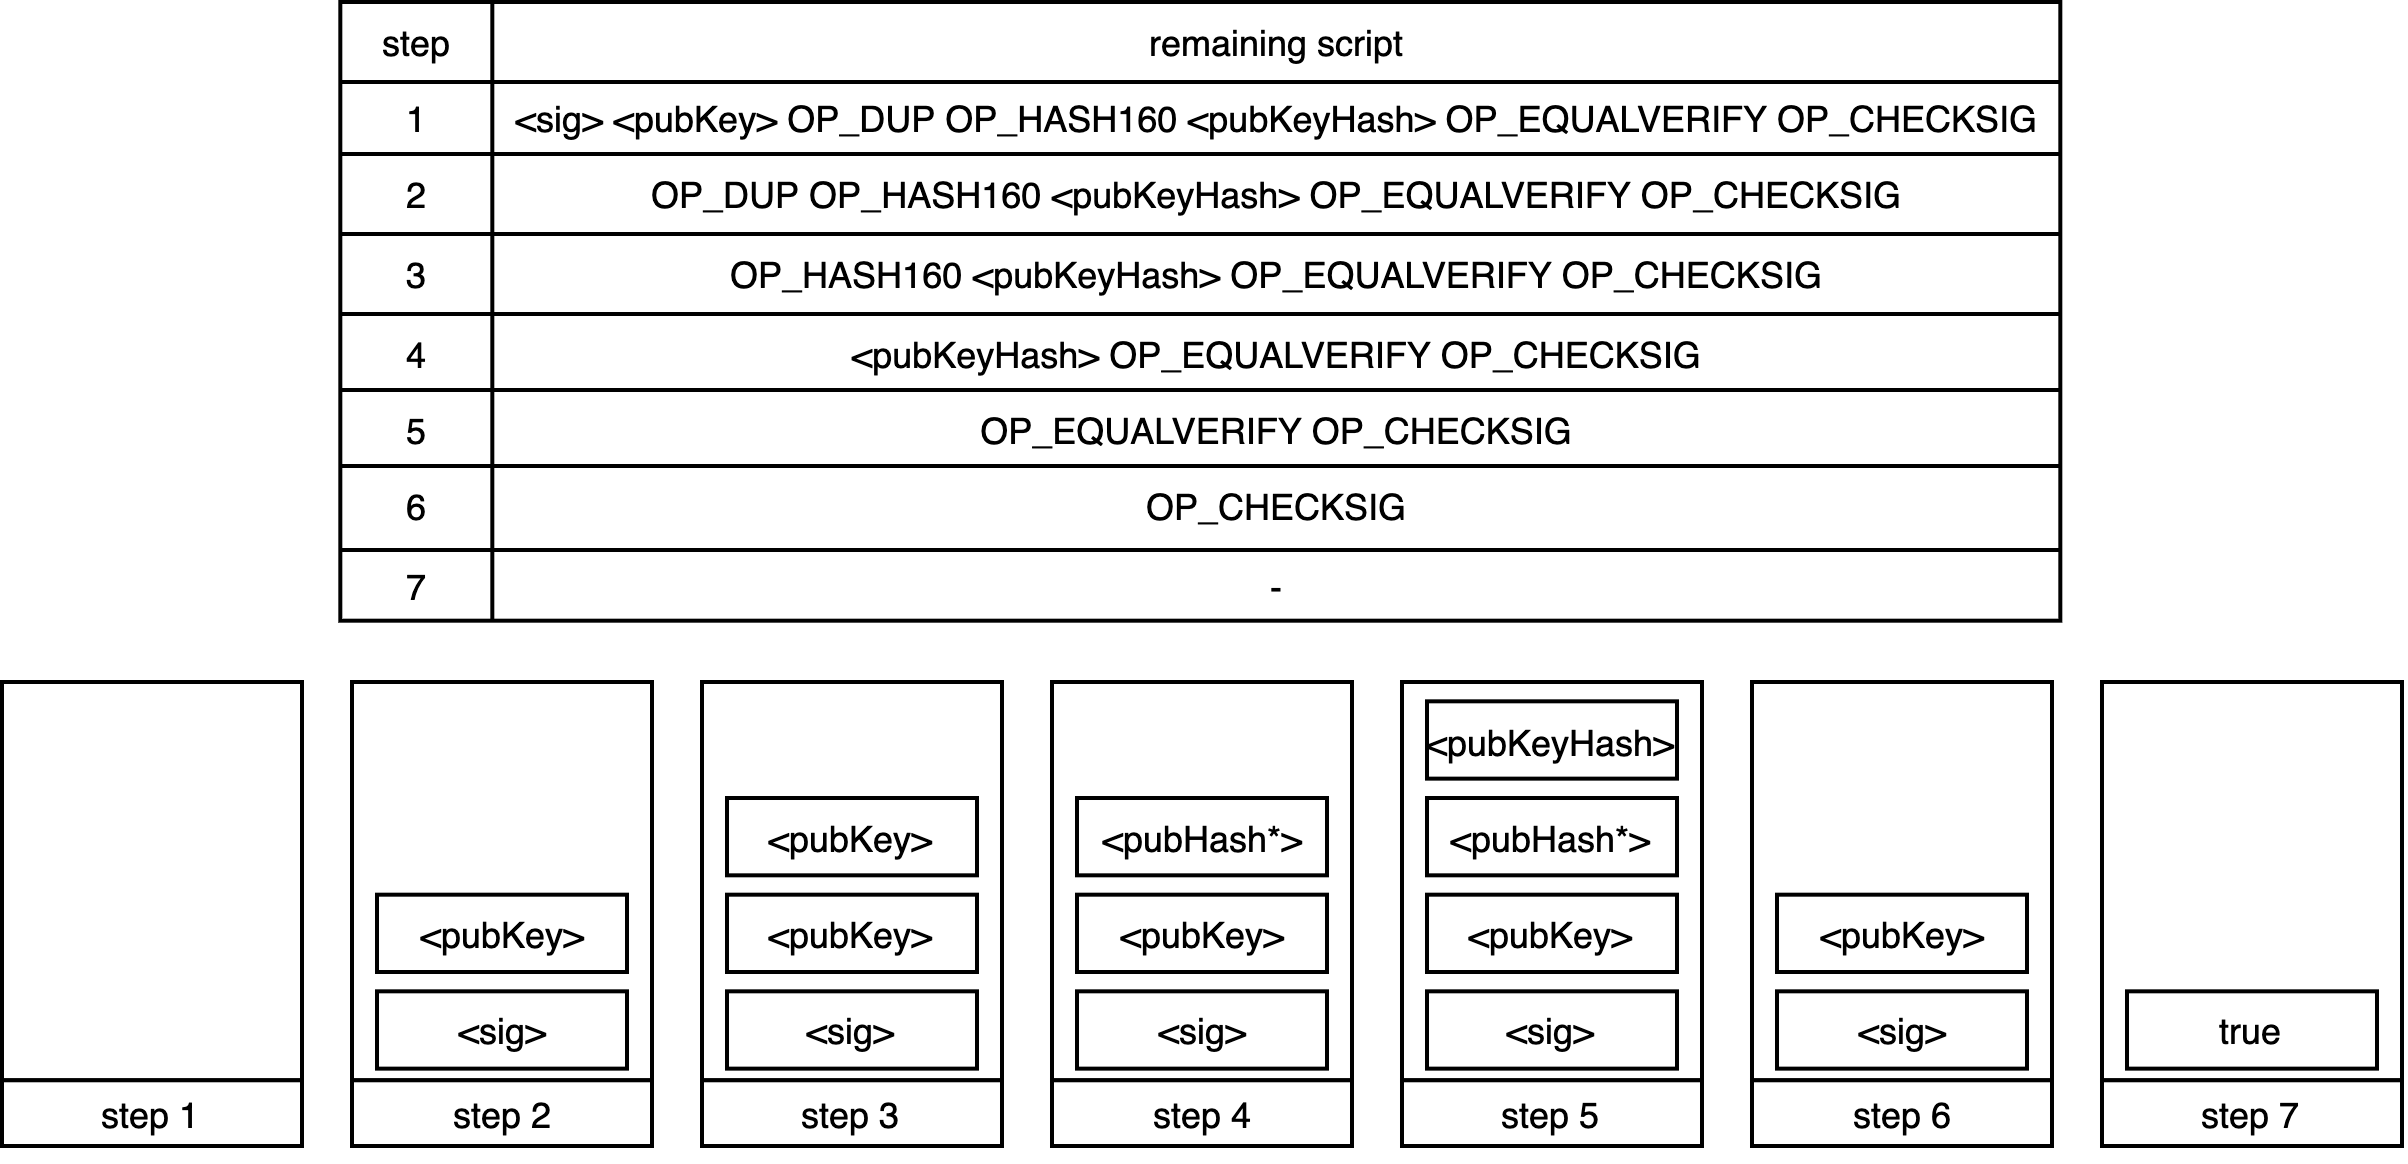 step remaining script
1 <sig> <pubKey> OP_DUP OP_HASH160 <pubKeyHash> OP_EQUALVERIFY OP_CHECKSIG
2 OP_DUP OP_HASH160 <pubKeyHash> OP_EQUALVERIFY OP_CHECKSIG
3 OP_HASH160 <pubKeyHash> OP_EQUALVERIFY OP_CHECKSIG
4 <pubKeyHash> OP_EQUALVERIFY OP_CHECKSIG
5 OP_EQUALVERIFY OP_CHECKSIG
6 OP_CHECKSIG
7 -
step 1
<pubKey>
<sig>
step 2
<pubKey>
<pubKey>
<sig>
step 3
<pubHash*>
<pubKey>
<sig>
step 4
<pubKeyHash>
<pubHash*>
<pubKey>
<sig>
step 5
<pubKey>
<sig>
step 6
true
step 7